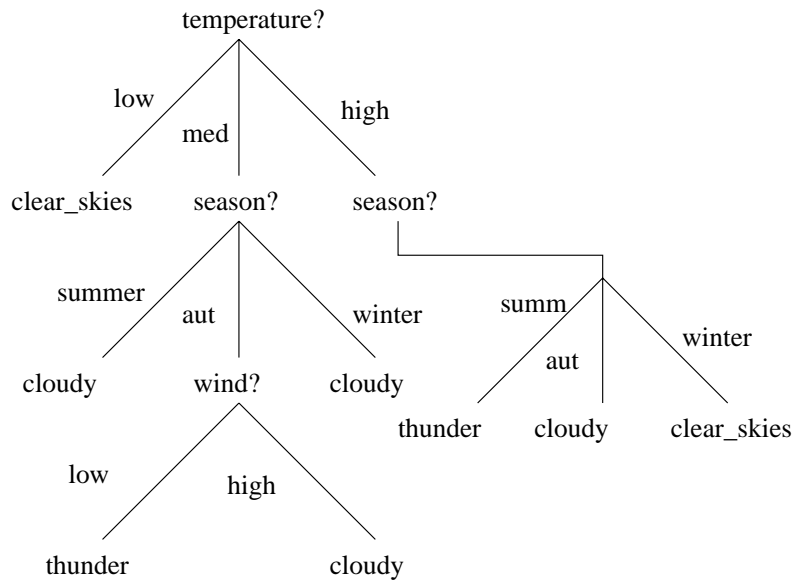 temperature?
low
med
high
clear_skies season? season?
summer
aut
winter
summ
aut
winter
cloudy wind? cloudy
thunder cloudy clear_skies
low
high
thunder cloudy